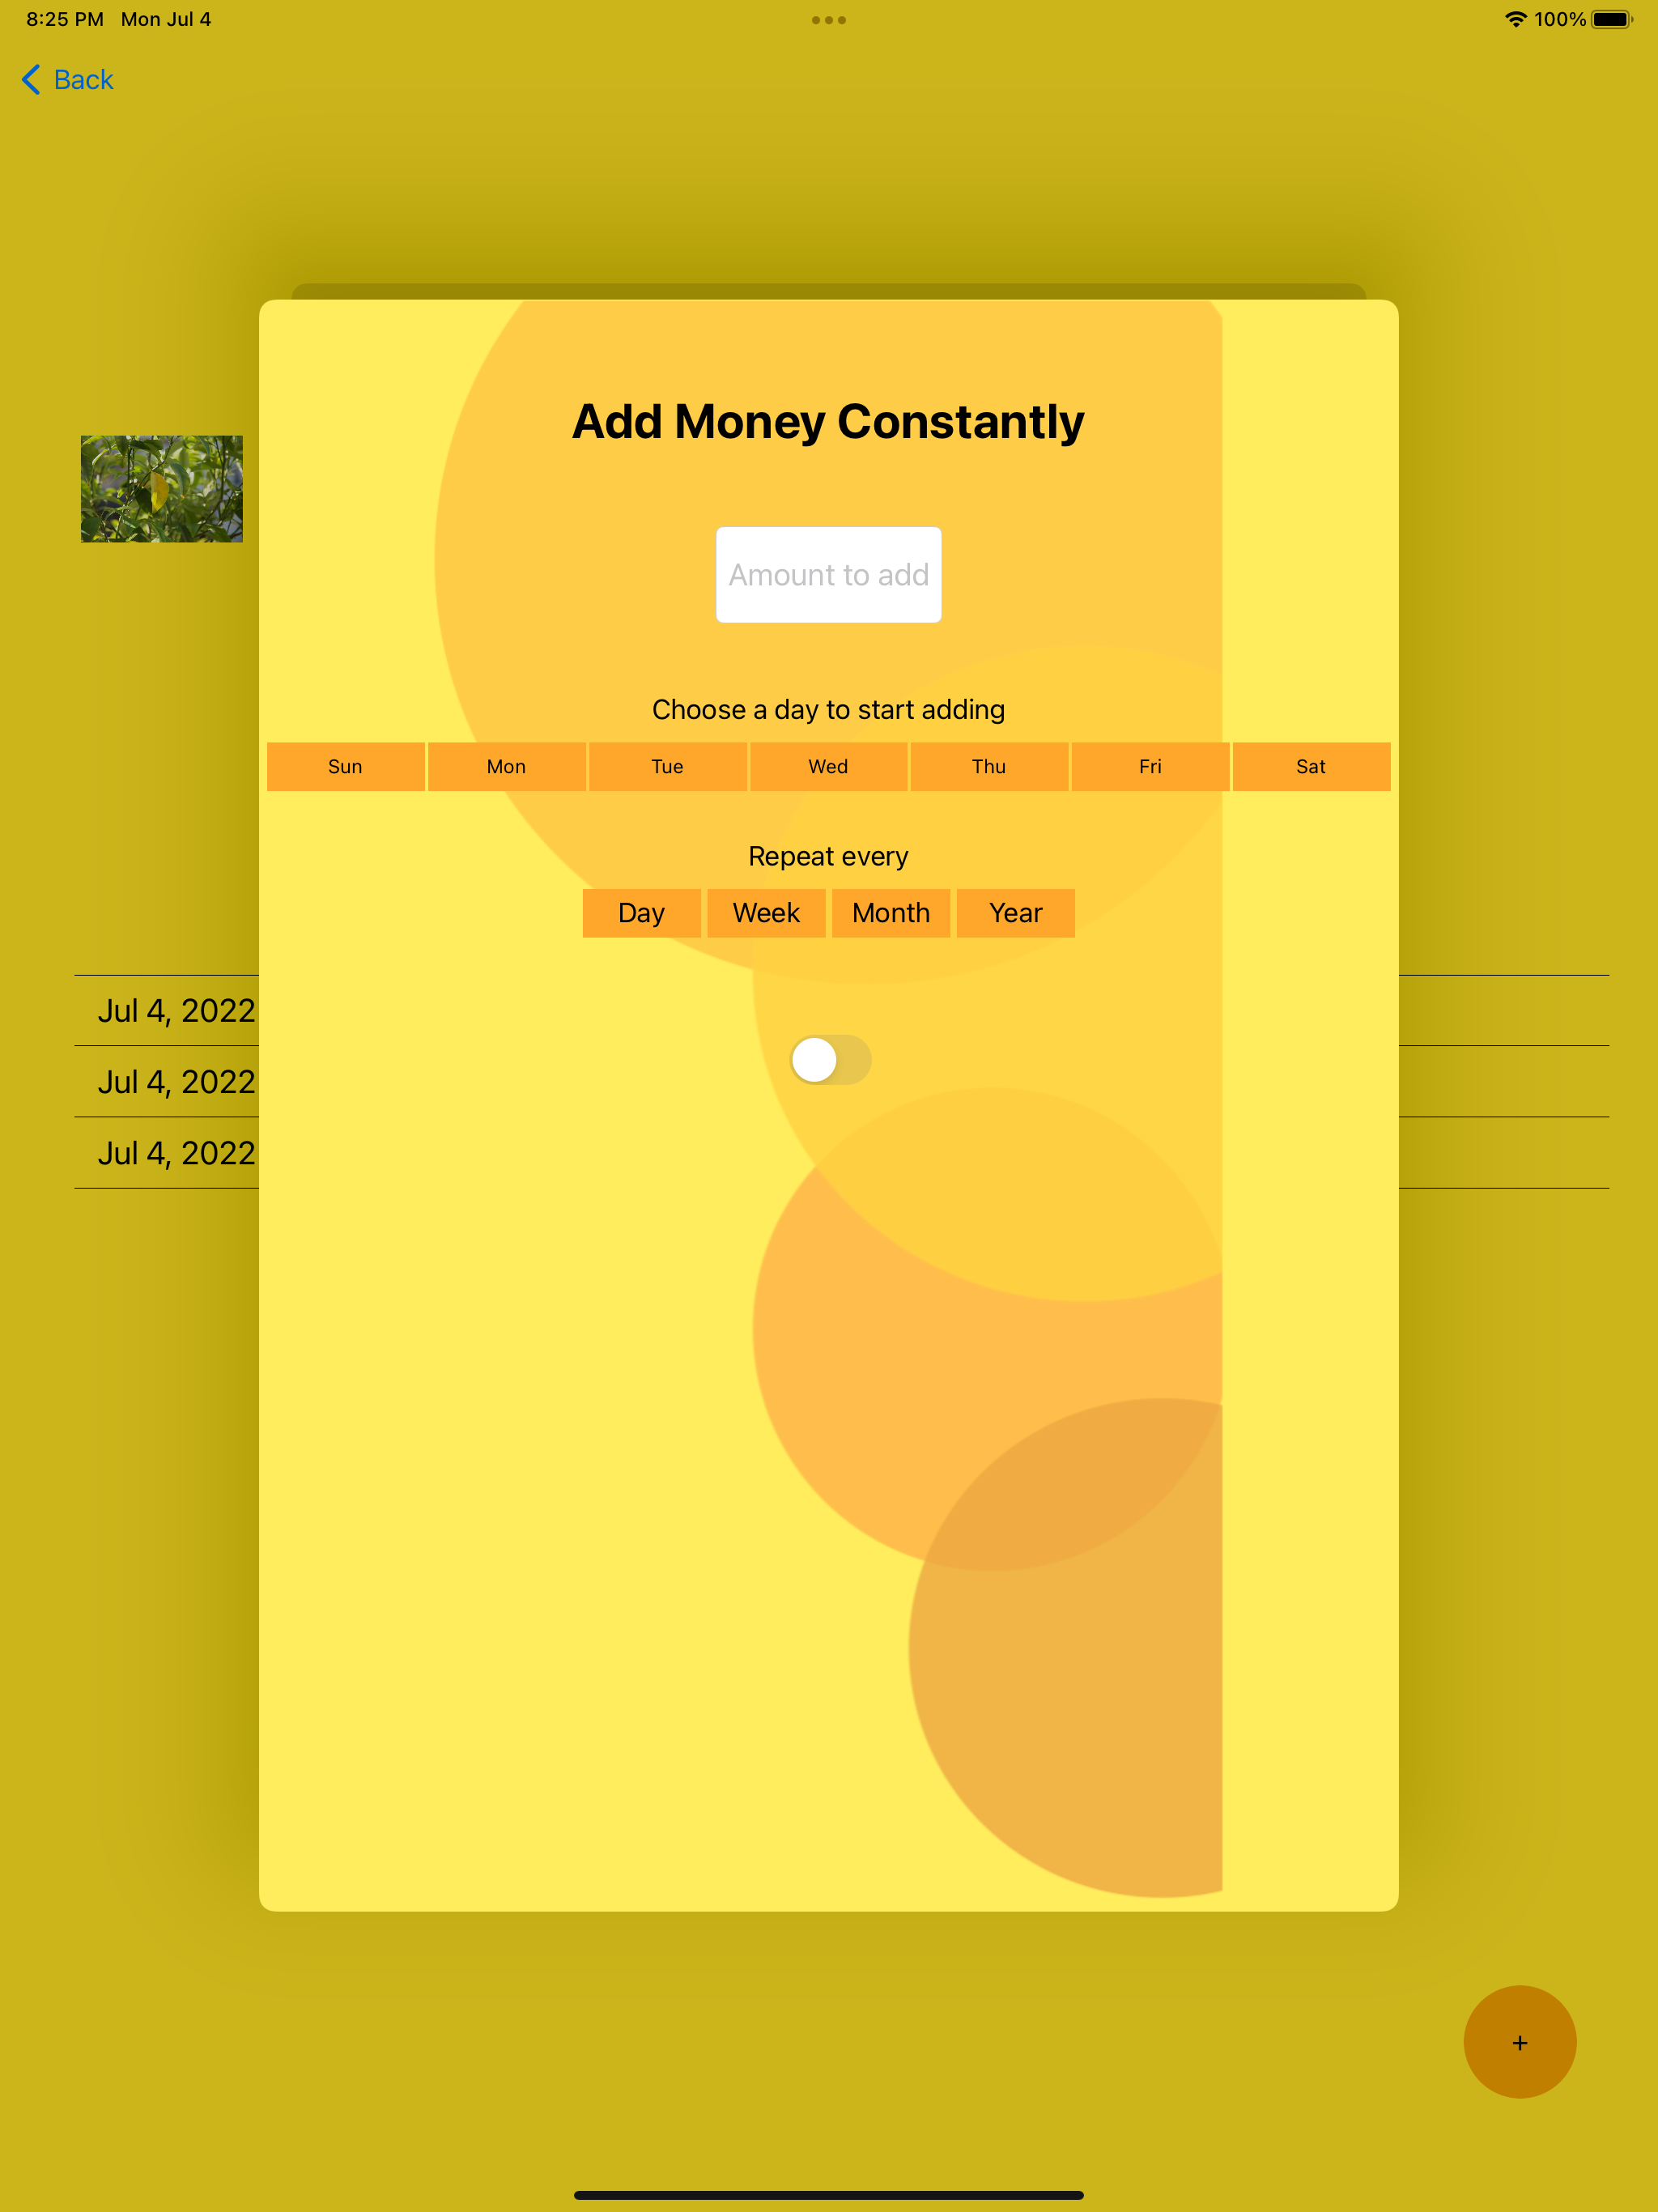 8:25 PM Mon Jul 4
100%
Back
Add Money Constantly
Amount to add
Choose a day to start adding
Sun Mon Tue Wed Thu Fri Sat
Repeat every
Day Week Month Year
Jul 4, 2022
Jul 4, 2022
Jul 4, 2022
+